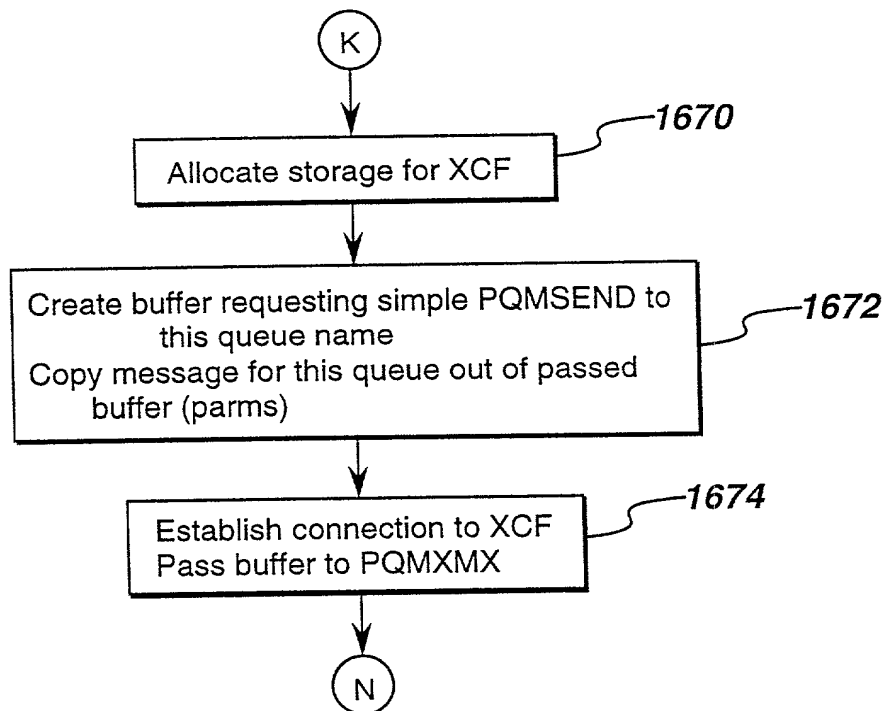 K
Allocate storage for XCF
1670
Create buffer requesting simple PQMSEND to
this queue name
Copy message for this queue out of passed
buffer (parms)
1672
Establish connection to XCF
Pass buffer to PQMXMX
1674
N